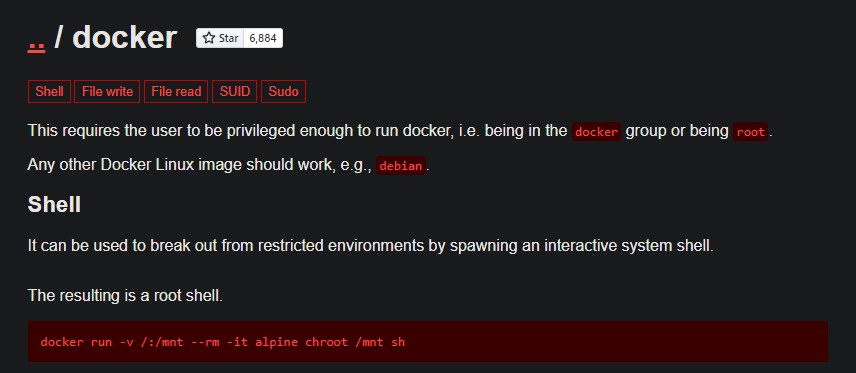 .. / docker Star 6,884
Shell File write File read SUID Sudo
This requires the user to be privileged enough to run docker, i.e. being in the docker group or being root.
Any other Docker Linux image should work, e.g., debian.
Shell
It can be used to break out from restricted environments by spawning an interactive system shell.
The resulting is a root shell.
docker run -v /:/mnt --rm -it alpine chroot /mnt sh